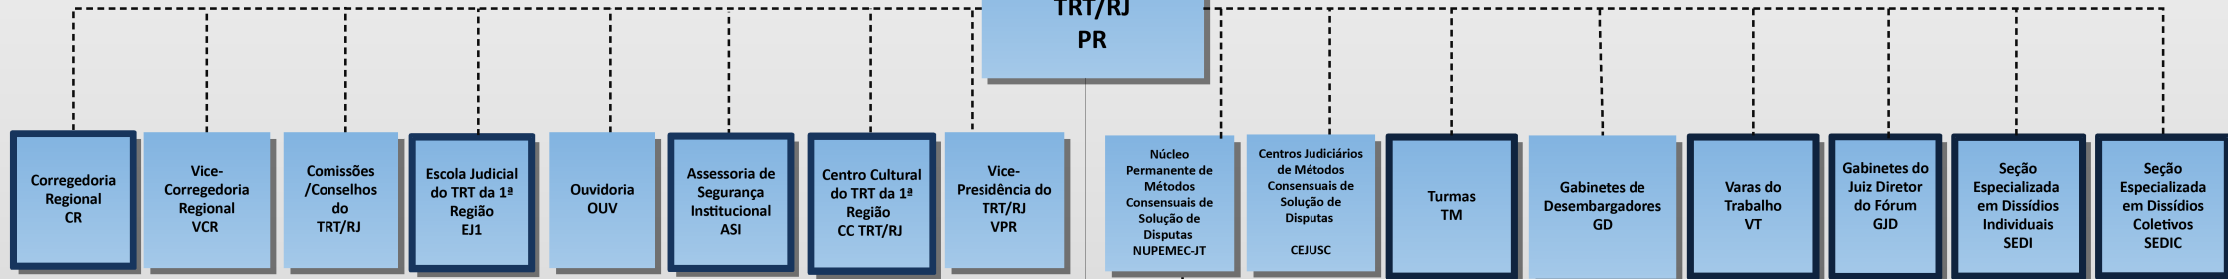 TRT/RJ
PR
Corregedoria
Regional
CR
Vice-
Corregedoria
Regional
VCR
Comissões
/Conselhos
do
TRT/RJ
Escola Judicial
do TRT da 1ª
Região
EJ1
Ouvidoria
OUV
Assessoria de
Segurança
Institucional
ASI
Centro Cultural
do TRT da 1ª
Região
CC TRT/RJ
Vice-
Presidência do
TRT/RJ
VPR
Núcleo
Permanente de
Métodos
Consensuais de
Solução de
Disputas
NUPEMEC-JT
Centros Judiciários
de Métodos
Consensuais de
Solução de
Disputas
CEJUSC
Turmas
TM
Gabinetes de
Desembargadores
GD
Varas do
Trabalho
VT
Gabinetes do
Juiz Diretor
do Fórum
GJD
Seção
Especializada
em Dissídios
Individuais
SEDI
Seção
Especializada
em Dissídios
Coletivos
SEDIC